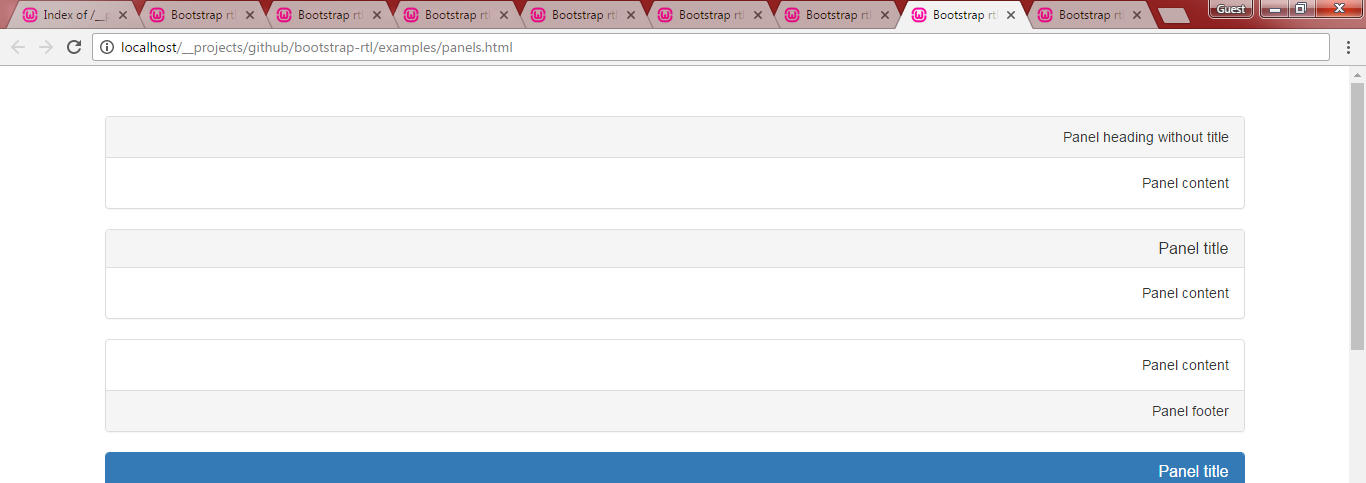 Index of /__p
Bootstrap rtl
Bootstrap rtl
Bootstrap rtl
Bootstrap rtl
Bootstrap rtl
Bootstrap rtl
Bootstrap rtl
Bootstrap rtl
Guest
localhost/__projects/github/bootstrap-rtl/examples/panels.html
Panel heading without title
Panel content
Panel title
Panel content
Panel content
Panel footer
Panel title